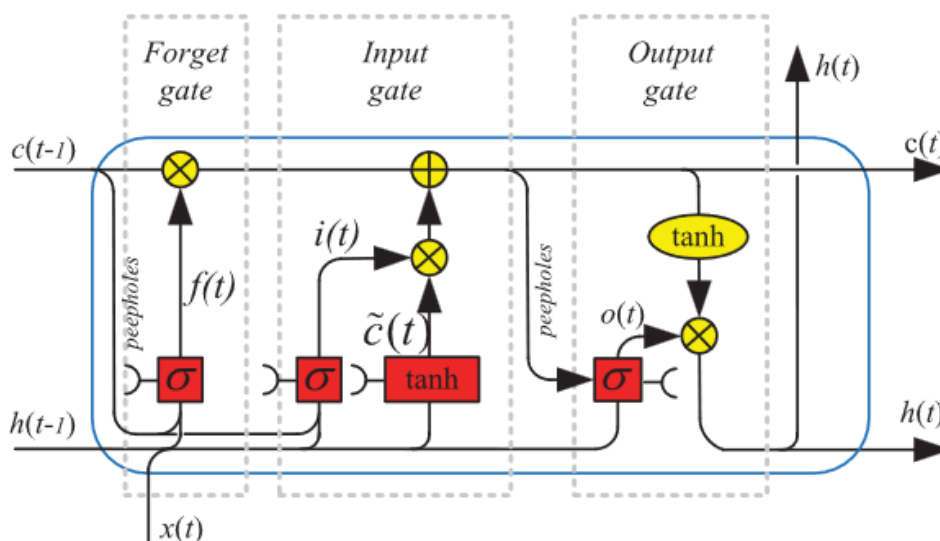 Forget
gate
Input
gate
Output
gate
h(t)
c(t-1)
c(t)
i(t)
tanh
peepholes
f(t)
peepholes
c̃(t)
o(t)
σ
σ
tanh
σ
h(t-1)
h(t)
x(t)